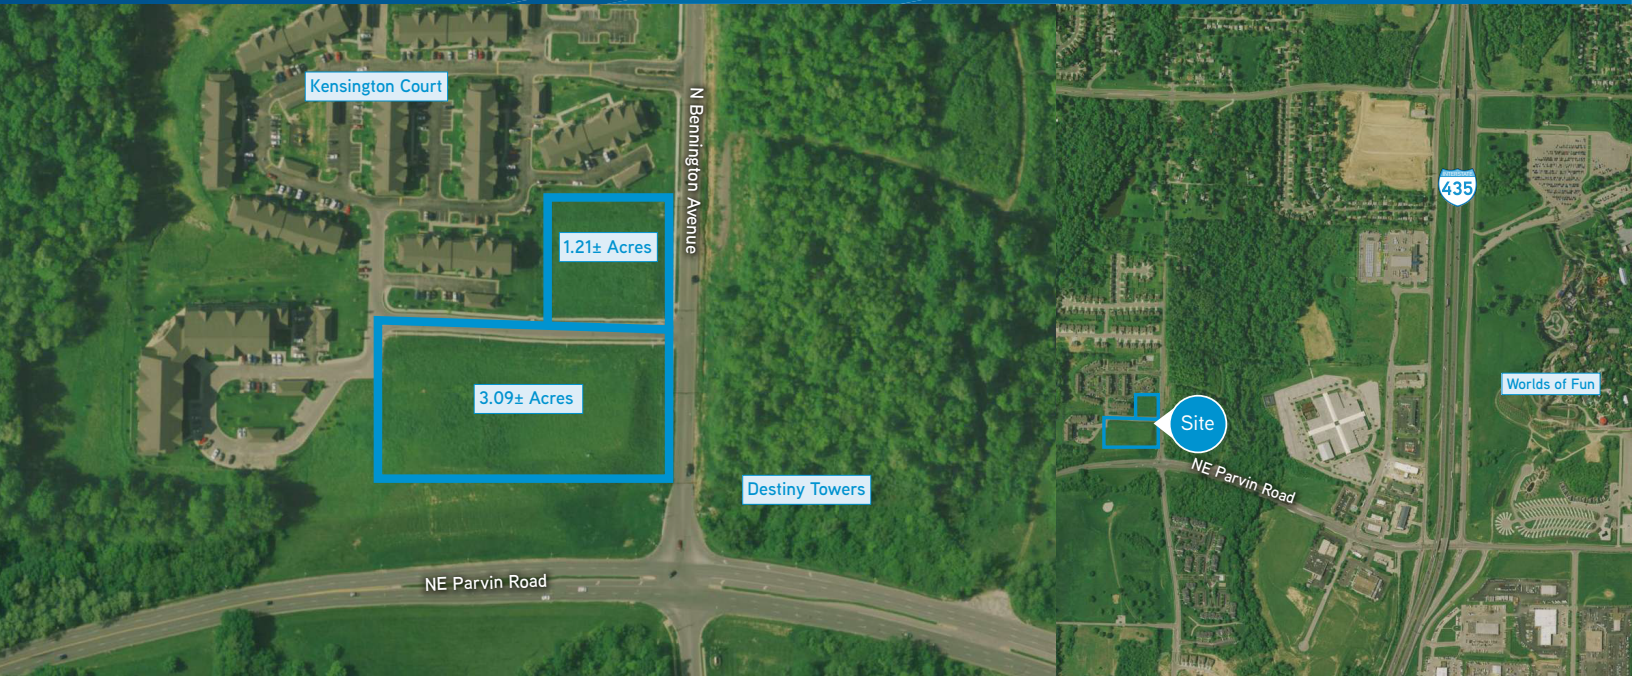 Kensington Court
N Bennington Avenue
1.21± Acres
3.09± Acres
Destiny Towers
NE Parvin Road
INTERSTATE
435
Worlds of Fun
Site
NE Parvin Road